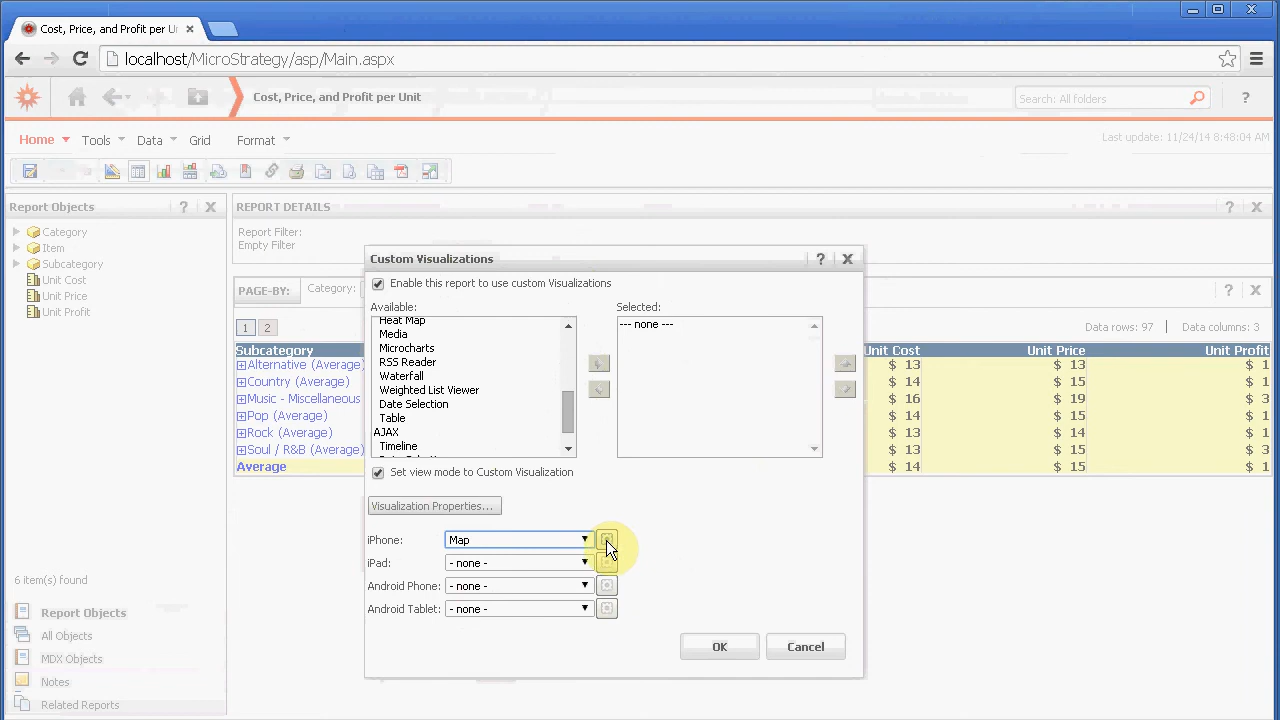 Cost, Price, and Profit per U
localhost/MicroStrategy/asp/Main.aspx
Cost, Price, and Profit per Unit
Search: All folders
?
Home Tools Data Grid Format
Last update: 11/24/14 8:48:04 AM
Report Objects ?
REPORT DETAILS ?
Category
Item
Subcategory
Unit Cost
Unit Price
Unit Profit
6 item(s) found
Report Objects
All Objects
MDX Objects
Notes
Related Reports
Report Filter:
Empty Filter
PAGE-BY: Category: ?
1 2
Data rows: 97 Data columns: 3
Subcategory Unit Cost Unit Price Unit Profit
Alternative (Average) $ 13 $ 13 $ 1
Country (Average) $ 14 $ 15 $ 1
Music - Miscellaneous $ 16 $ 19 $ 3
Pop (Average) $ 14 $ 15 $ 1
Rock (Average) $ 13 $ 14 $ 1
Soul / R&B (Average) $ 13 $ 15 $ 3
Average $ 14 $ 15 $ 1
Custom Visualizations ?
Enable this report to use custom Visualizations
Available: Selected:
Heat Map
Media
Microcharts
RSS Reader
Waterfall
Weighted List Viewer
Date Selection
Table
AJAX
Timeline
--- none ---
Set view mode to Custom Visualization
Visualization Properties...
iPhone: Map
iPad: - none -
Android Phone: - none -
Android Tablet: - none -
OK Cancel